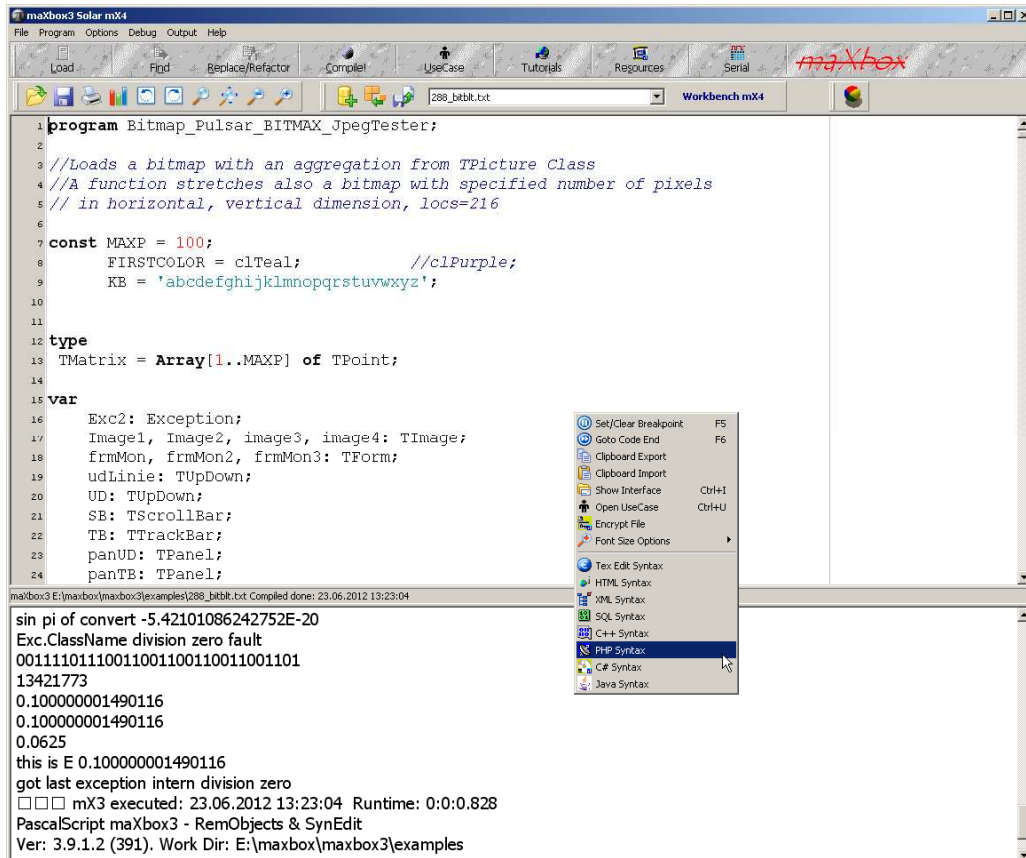 maXbox3 Solar mX4
File Program Options Debug Output Help
Load Find Replace/Refactor Compile! UseCase Tutorials Resources Serial maXbox
288_bitblt.txt Workbench mX4
1 program Bitmap_Pulsar_BITMAX_JpegTester;
2
3 //Loads a bitmap with an aggregation from TPicture Class
4 //A function stretches also a bitmap with specified number of pixels
5 // in horizontal, vertical dimension, locs=216
6
7 const MAXP = 100;
8 FIRSTCOLOR = clTeal; //clPurple;
9 KB = 'abcdefghijklmnopqrstuvwxyz';
10
11
12 type
13 TMatrix = Array[1..MAXP] of TPoint;
14
15 var
16 Exc2: Exception;
17 Image1, Image2, image3, image4: TImage;
18 frmMon, frmMon2, frmMon3: TForm;
19 udLinie: TUpDown;
20 UD: TUpDown;
21 SB: TScrollBar;
22 TB: TTrackBar;
23 panUD: TPanel;
24 panTB: TPanel;
Set/Clear Breakpoint F5
Goto Code End F6
Clipboard Export
Clipboard Import
Show Interface Ctrl+I
Open UseCase Ctrl+U
Encrypt File
Font Size Options
Tex Edit Syntax
HTML Syntax
XML Syntax
SQL Syntax
C++ Syntax
PHP Syntax
C# Syntax
Java Syntax
maXbox3 E:\maxbox\maxbox3\examples\288_bitblt.txt Compiled done: 23.06.2012 13:23:04
sin pi of convert -5.42101086242752E-20
Exc.ClassName division zero fault
00111101110011001100110011001101
13421773
0.100000001490116
0.100000001490116
0.0625
this is E 0.100000001490116
got last exception intern division zero
□□□ mX3 executed: 23.06.2012 13:23:04 Runtime: 0:0:0.828
PascalScript maXbox3 - RemObjects & SynEdit
Ver: 3.9.1.2 (391). Work Dir: E:\maxbox\maxbox3\examples